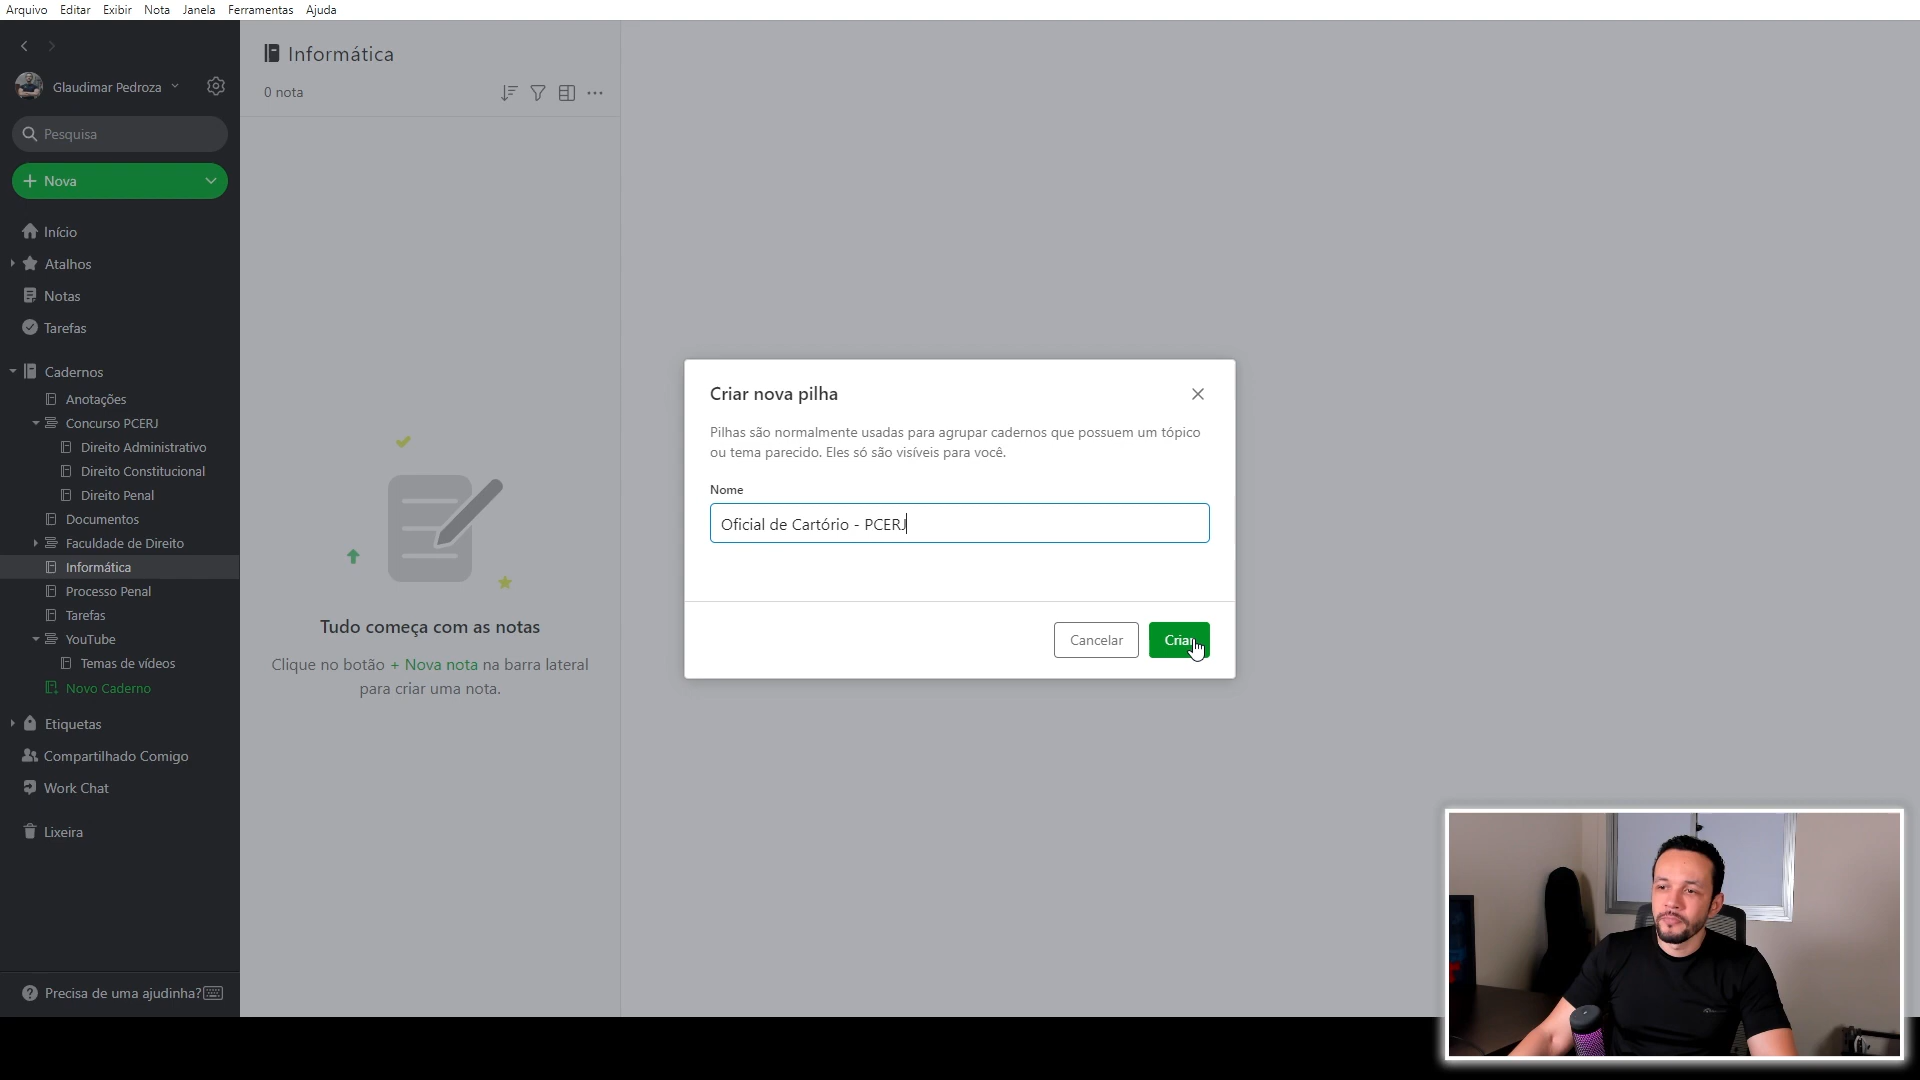 Arquivo Editar Exibir Nota Janela Ferramentas Ajuda
Glaudimar Pedroza
Pesquisa
Nova
Início
Atalhos
Notas
Tarefas
Cadernos
Anotações
Concurso PCERJ
Direito Administrativo
Direito Constitucional
Direito Penal
Documentos
Faculdade de Direito
Informática
Processo Penal
Tarefas
YouTube
Temas de vídeos
Novo Caderno
Etiquetas
Compartilhado Comigo
Work Chat
Lixeira
Precisa de uma ajudinha?
Informática
0 nota
Tudo começa com as notas
Clique no botão + Nova nota na barra lateral
para criar uma nota.
Criar nova pilha
Pilhas são normalmente usadas para agrupar cadernos que possuem um tópico
ou tema parecido. Eles só são visíveis para você.
Nome
Oficial de Cartório - PCERJ
Cancelar
Criar